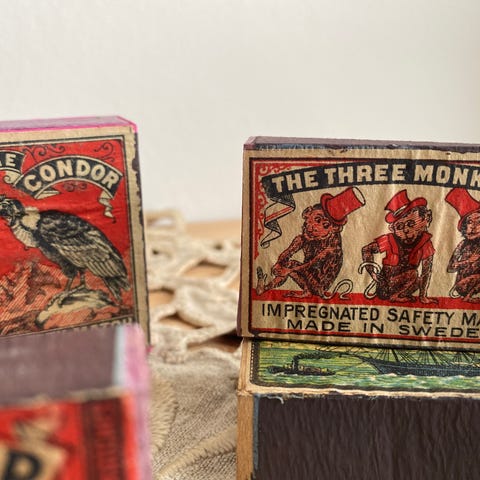 CONDOR
THE THREE MONK
IMPREGNATED SAFETY MA
MADE IN SWEDE